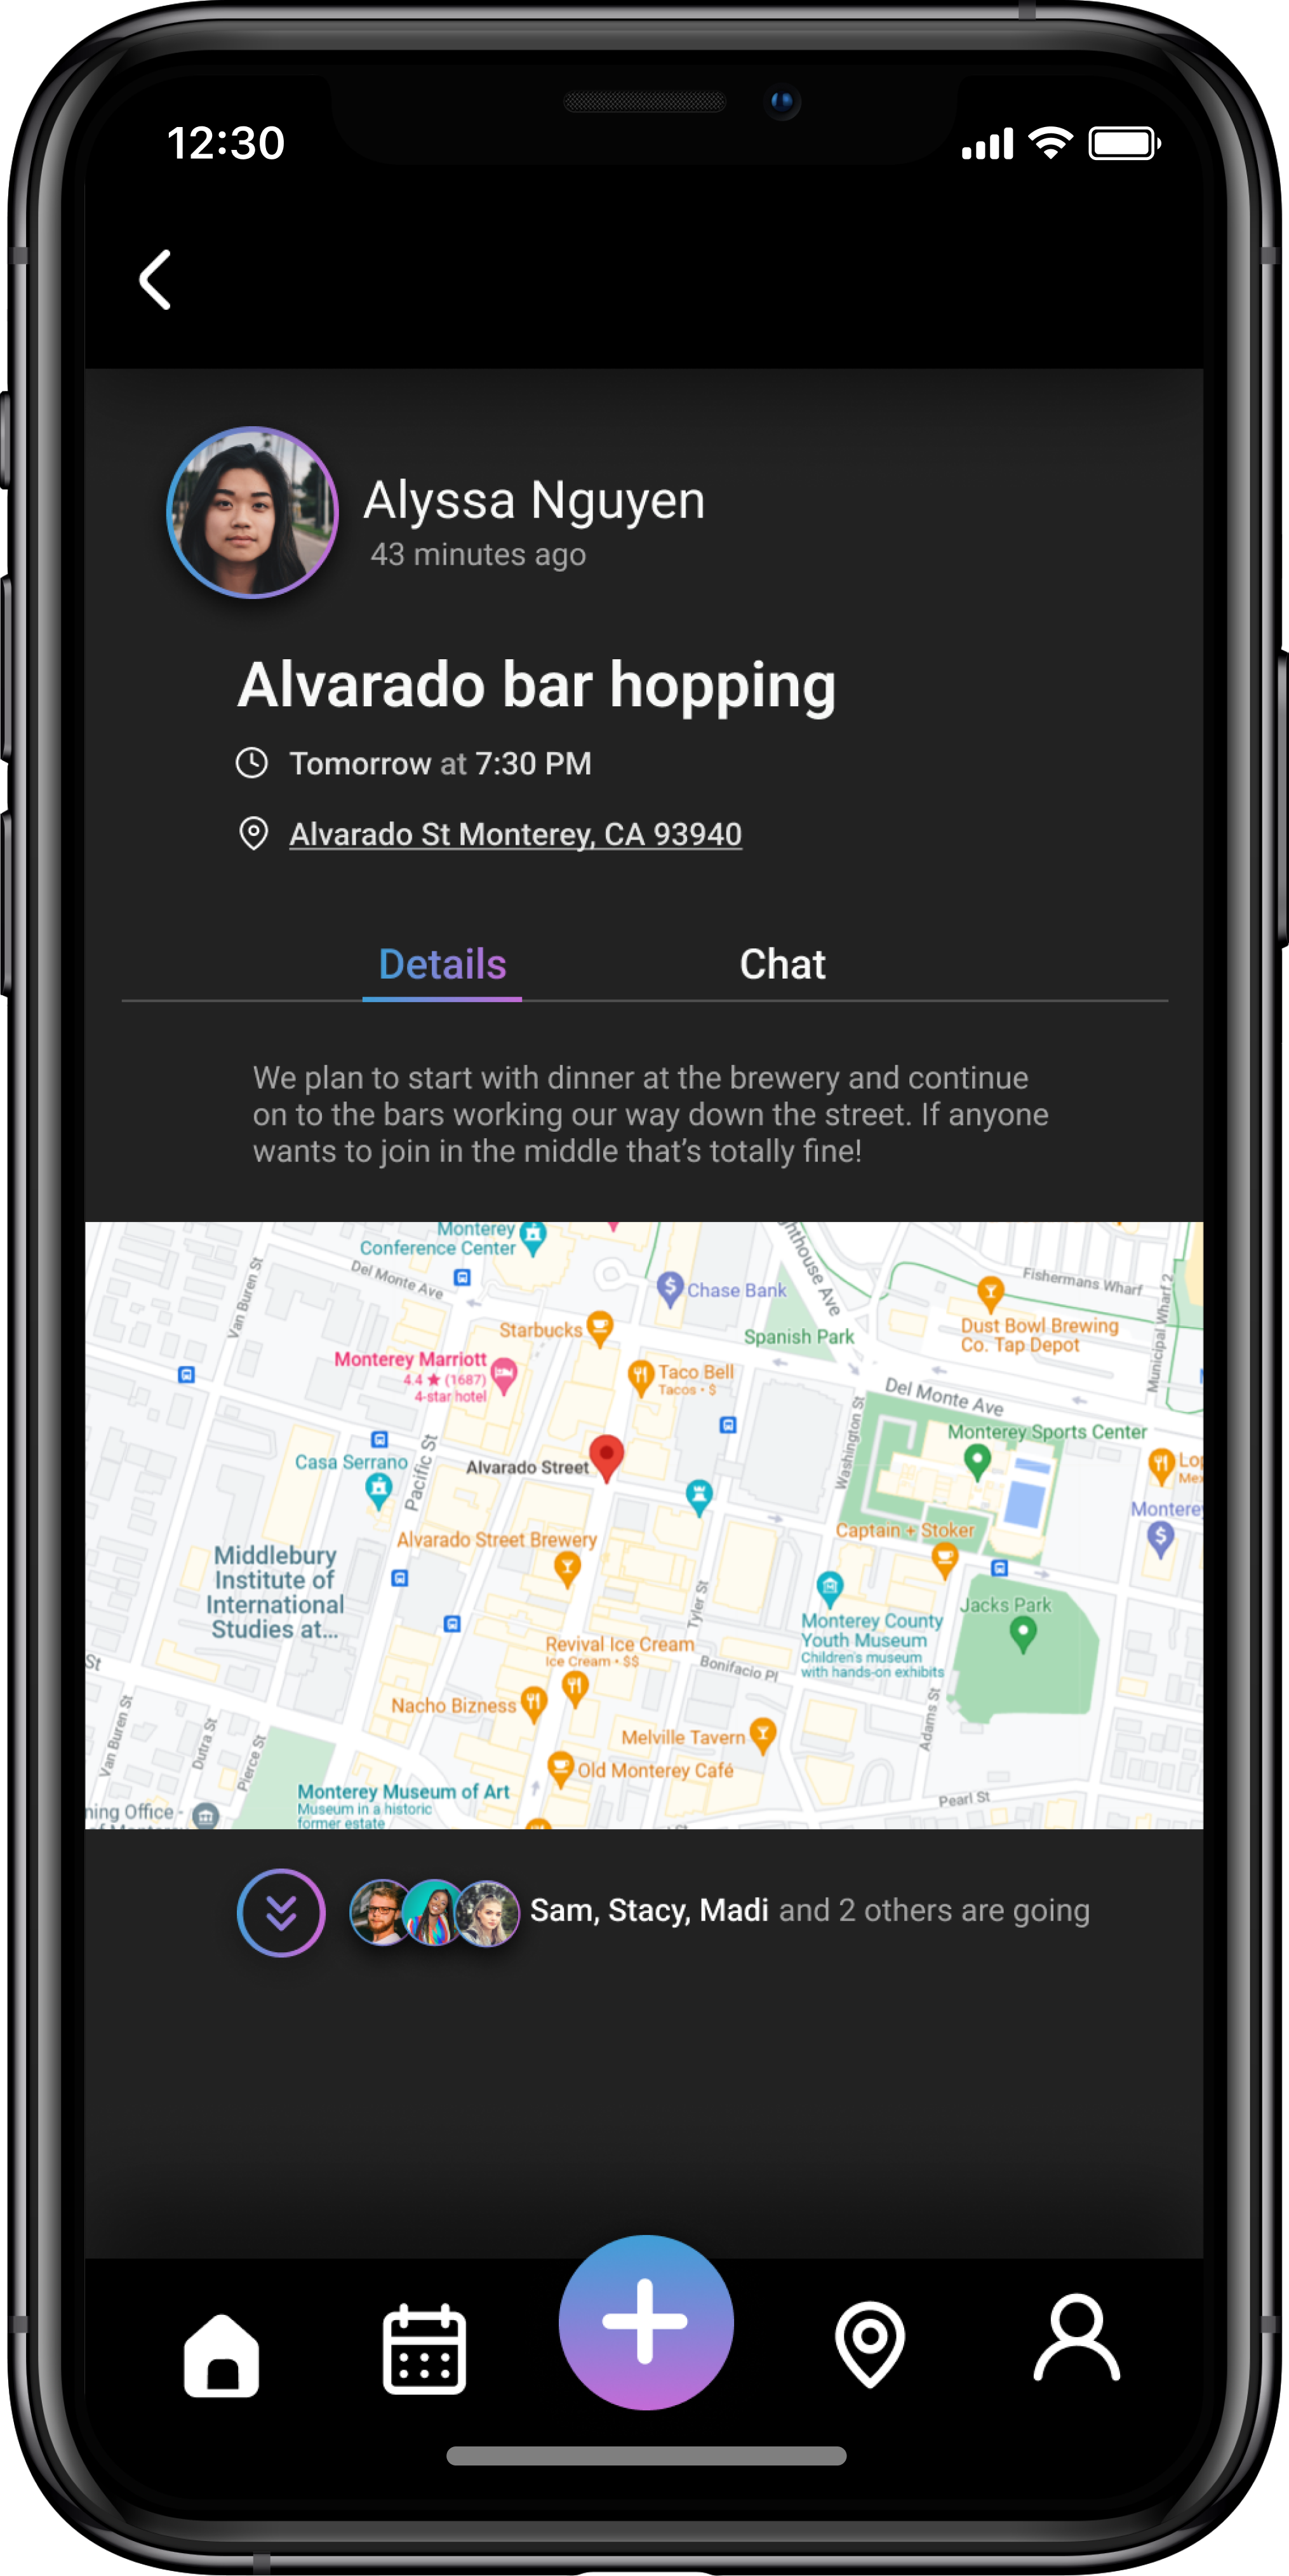 12:30
Alyssa Nguyen
43 minutes ago
Alvarado bar hopping
Tomorrow at 7:30 PM
Alvarado St Monterey, CA 93940
Details
Chat
We plan to start with dinner at the brewery and continue
on to the bars working our way down the street. If anyone
wants to join in the middle that’s totally fine!
Monterey
Conference Center
Del Monte Ave
Van Buren St
Chase Bank
Fishermans Wharf
Municipal Wharf 2
Starbucks
Spanish Park
Dust Bowl Brewing
Co. Tap Depot
Monterey Marriott
4.4 ★ (1687)
4-star hotel
Taco Bell
Tacos • $
Del Monte Ave
Washington St
Monterey Sports Center
Pacific St
Casa Serrano
Alvarado Street
Captain + Stoker
Alvarado Street Brewery
Middlebury
Institute of
International
Studies at...
Tyler St
Jacks Park
Monterey County
Youth Museum
Children's museum
with hands-on exhibits
Revival Ice Cream
Ice Cream • $$
Bonifacio Pl
St
Nacho Bizness
Adams St
Van Buren St
Dutra St
Pierce St
Melville Tavern
Old Monterey Café
Monterey Museum of Art
Museum in a historic
former estate
Pearl St
Sam, Stacy, Madi and 2 others are going